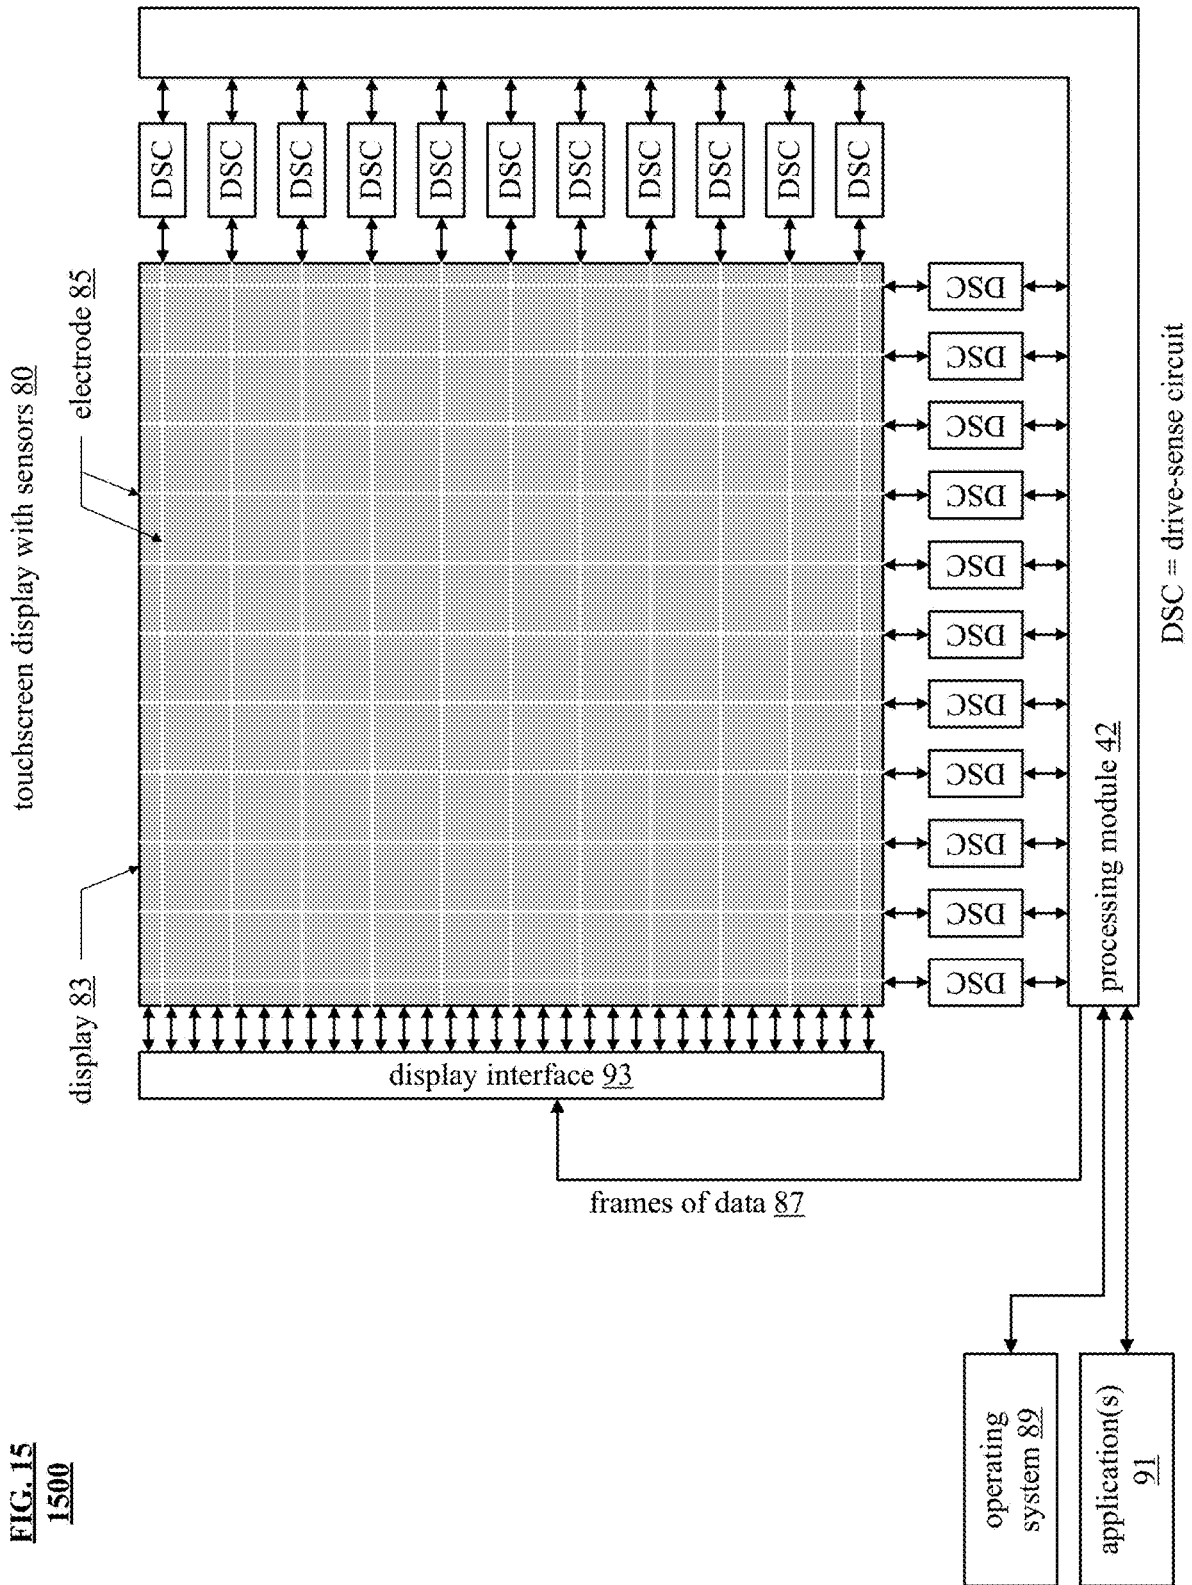 FIG. 15
1500
touchscreen display with sensors 80
display 83
electrode 85
DSC
DSC
DSC
DSC
DSC
DSC
DSC
DSC
DSC
DSC
DSC
display interface 93
DSC
DSC
DSC
DSC
DSC
DSC
DSC
DSC
DSC
DSC
DSC
frames of data 87
processing module 42
operating
system 89
application(s)
91
DSC = drive-sense circuit